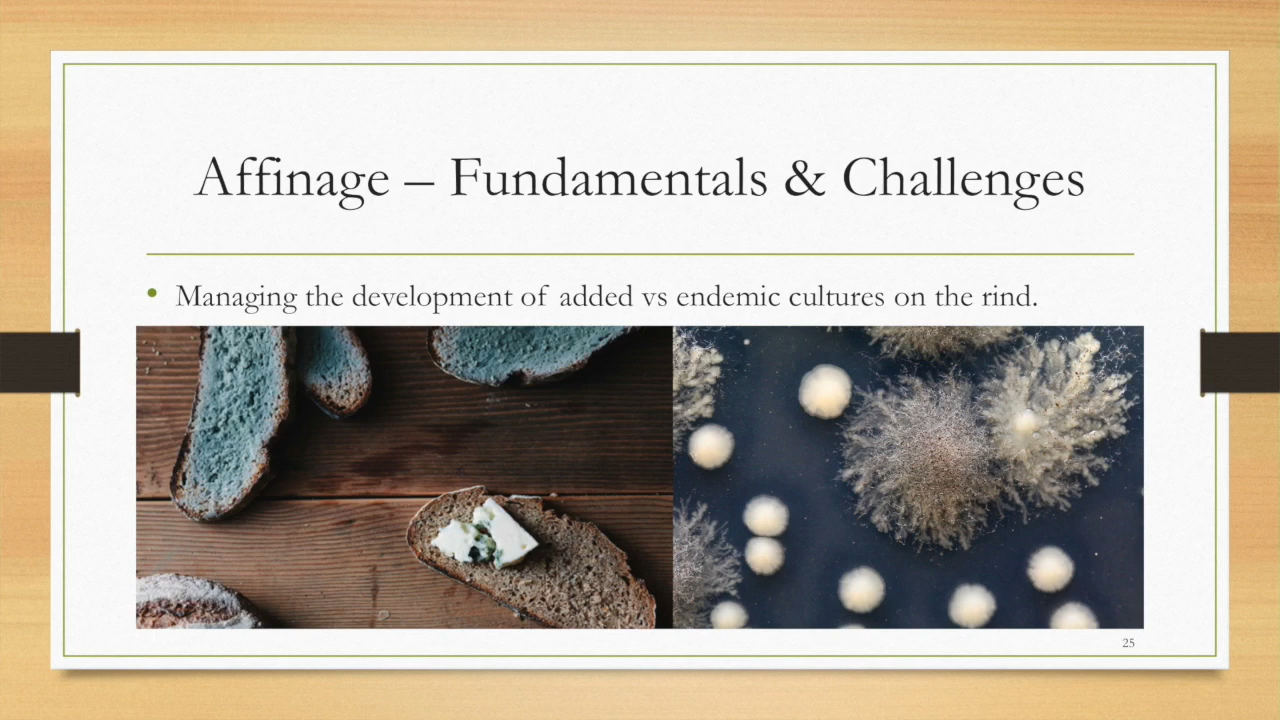 Affinage – Fundamentals & Challenges
• Managing the development of added vs endemic cultures on the rind.
25